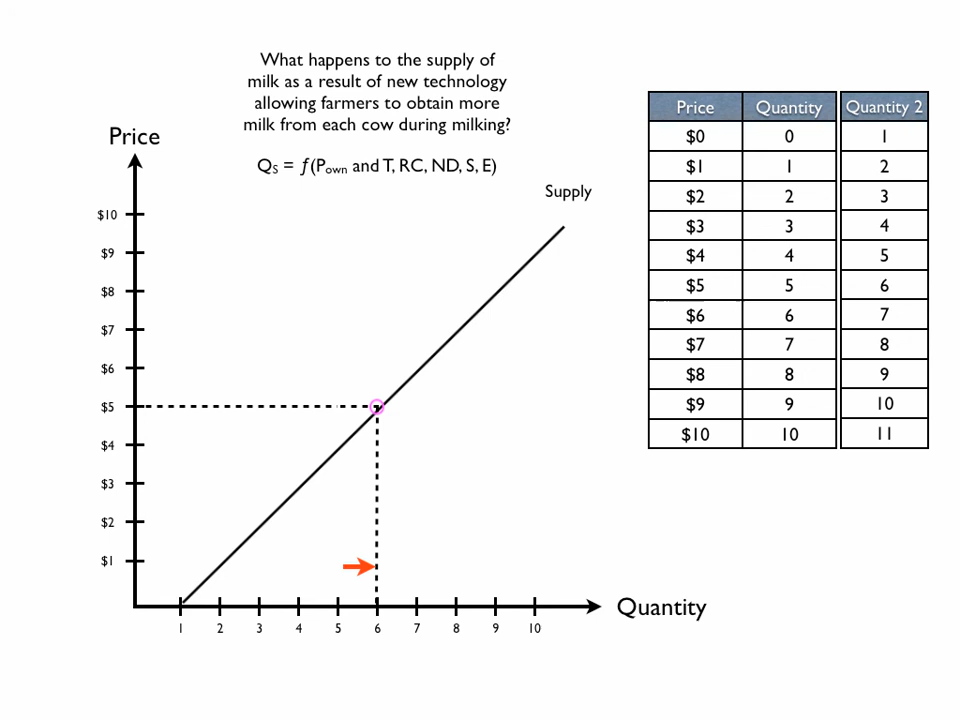 What happens to the supply of
milk as a result of new technology
allowing farmers to obtain more
milk from each cow during milking?
QS = ƒ(Pown and T, RC, ND, S, E)
Price
Supply
$10
$9
$8
$7
$6
$5
$4
$3
$2
$1
1 2 3 4 5 6 7 8 9 10
Quantity
Price Quantity Quantity 2
$0 0 1
$1 1 2
$2 2 3
$3 3 4
$4 4 5
$5 5 6
$6 6 7
$7 7 8
$8 8 9
$9 9 10
$10 10 11